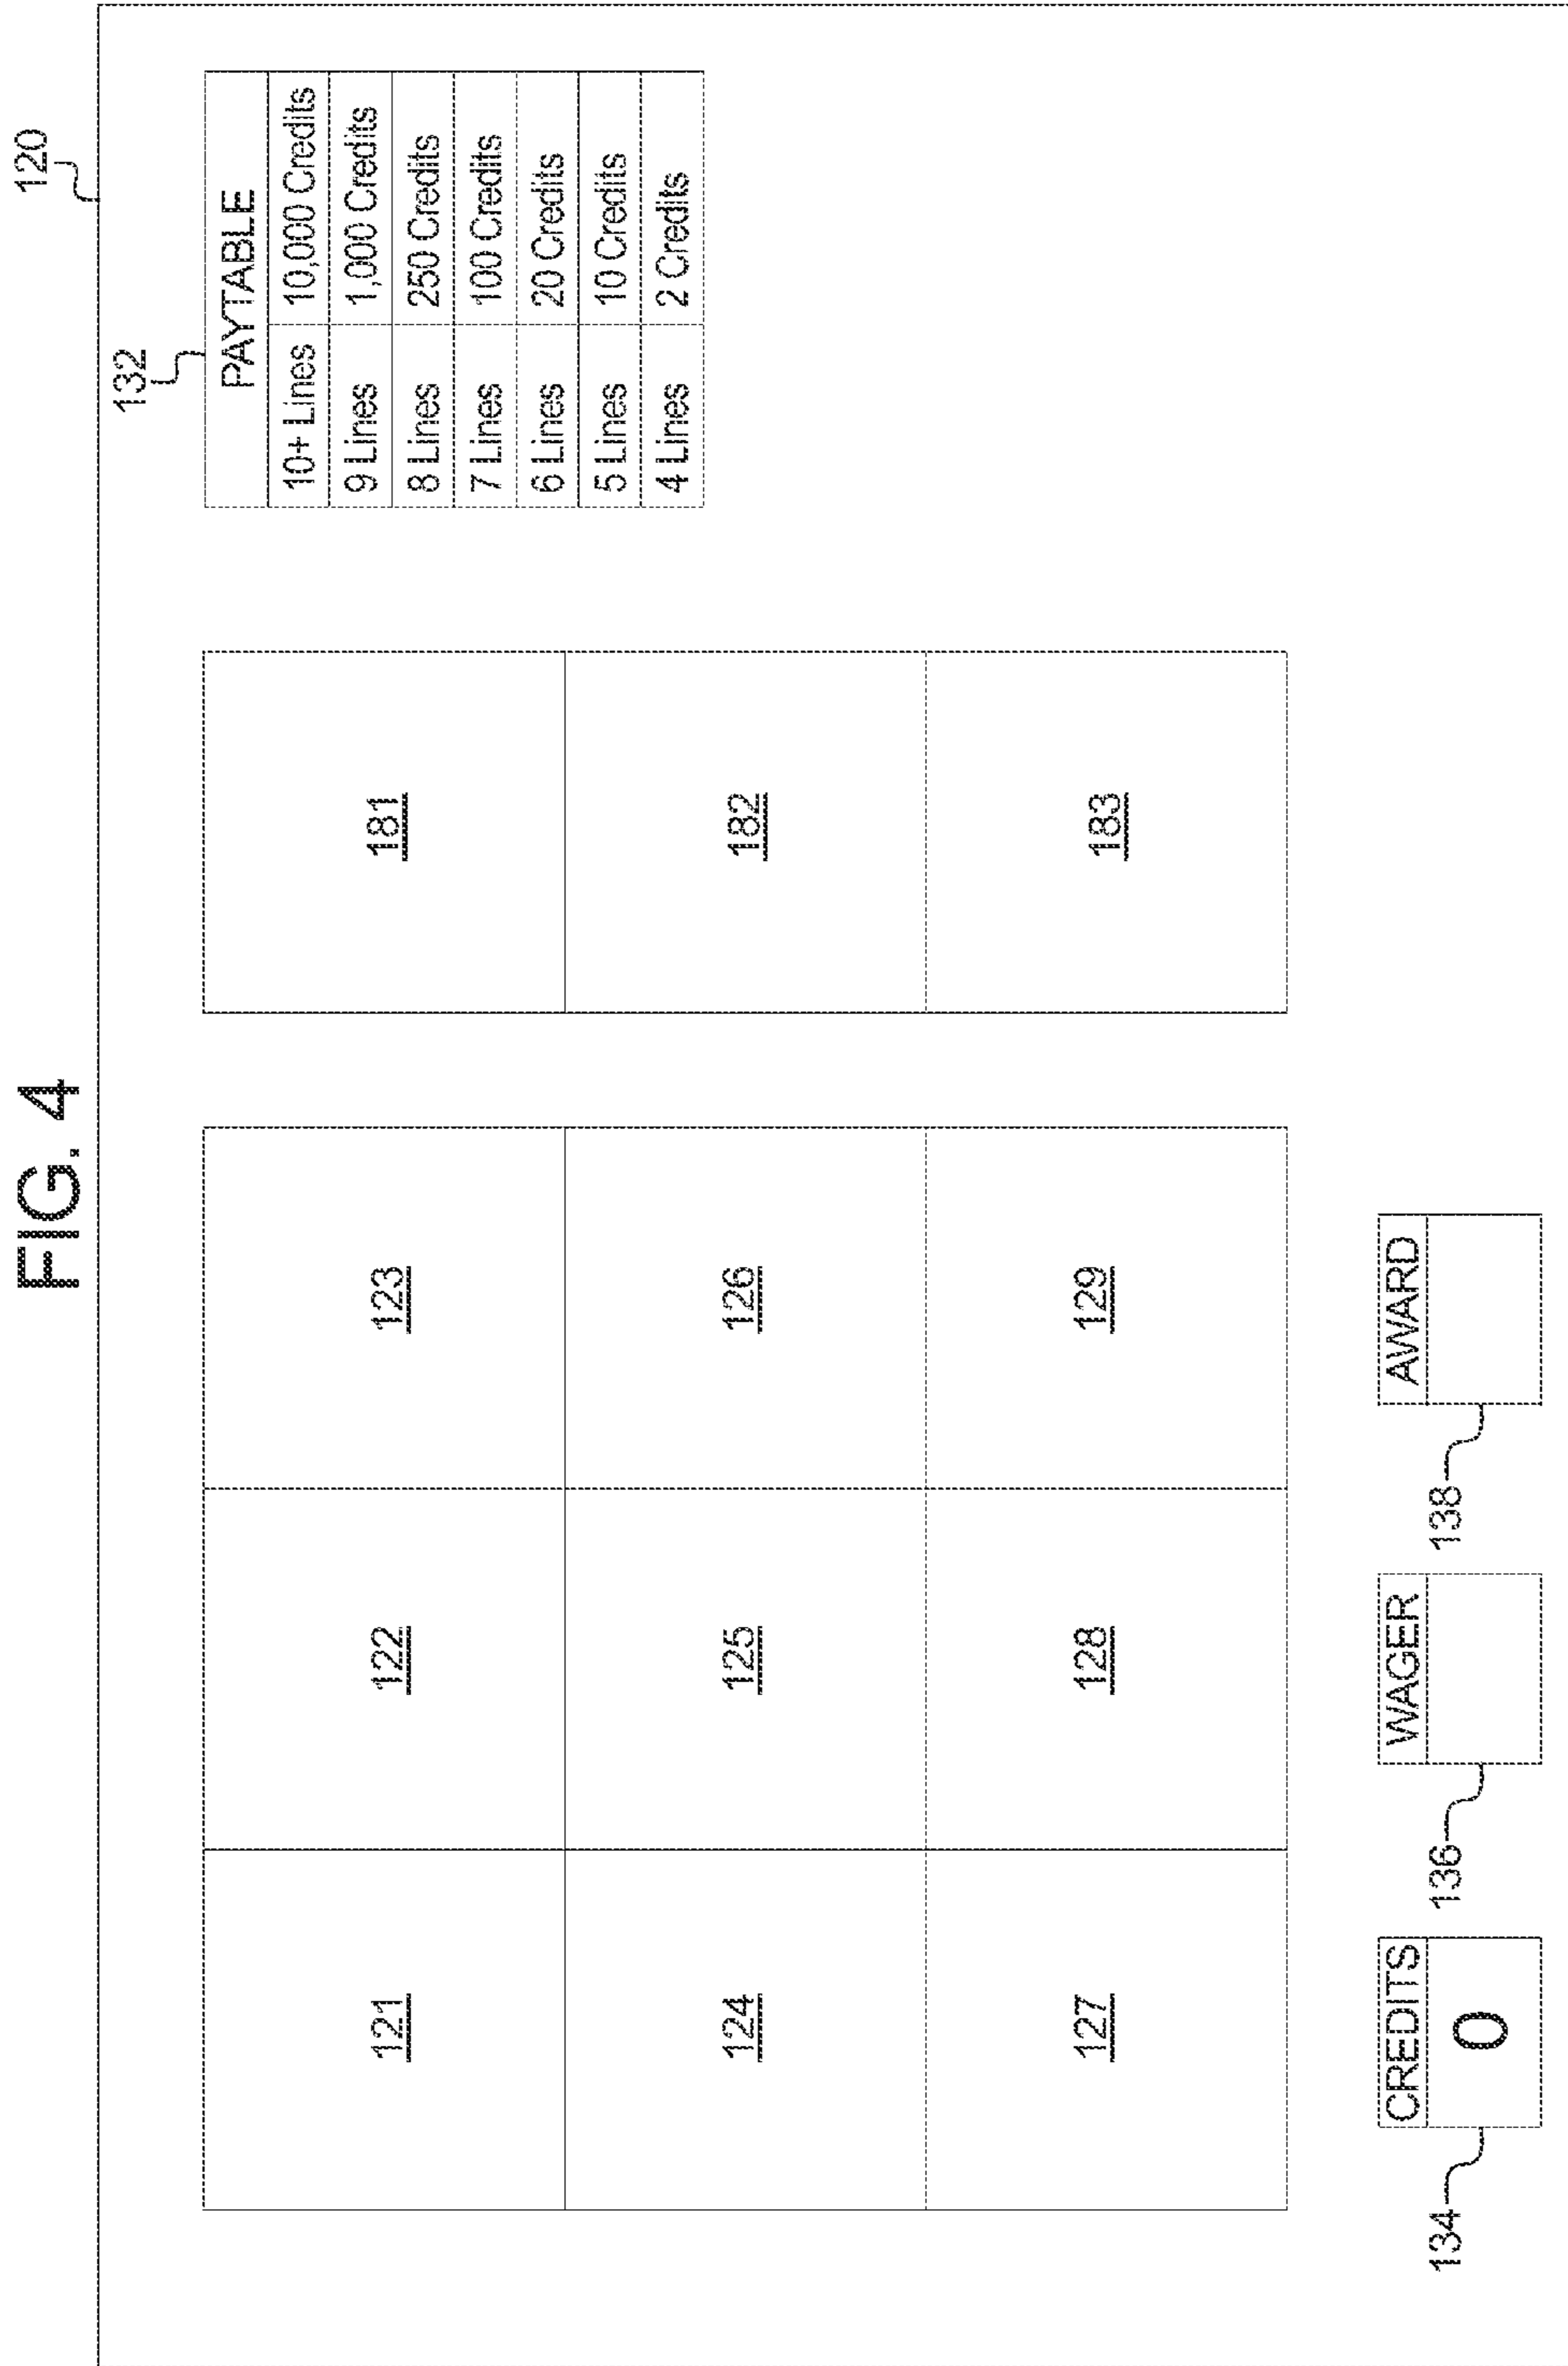 FIG. 4
120
132
PAYTABLE
10+ Lines 10,000 Credits
9 Lines 1,000 Credits
8 Lines 250 Credits
7 Lines 100 Credits
6 Lines 20 Credits
5 Lines 10 Credits
4 Lines 2 Credits
121 122 123 181
124 125 126 182
127 128 129 183
CREDITS
0
134
WAGER
136
AWARD
138